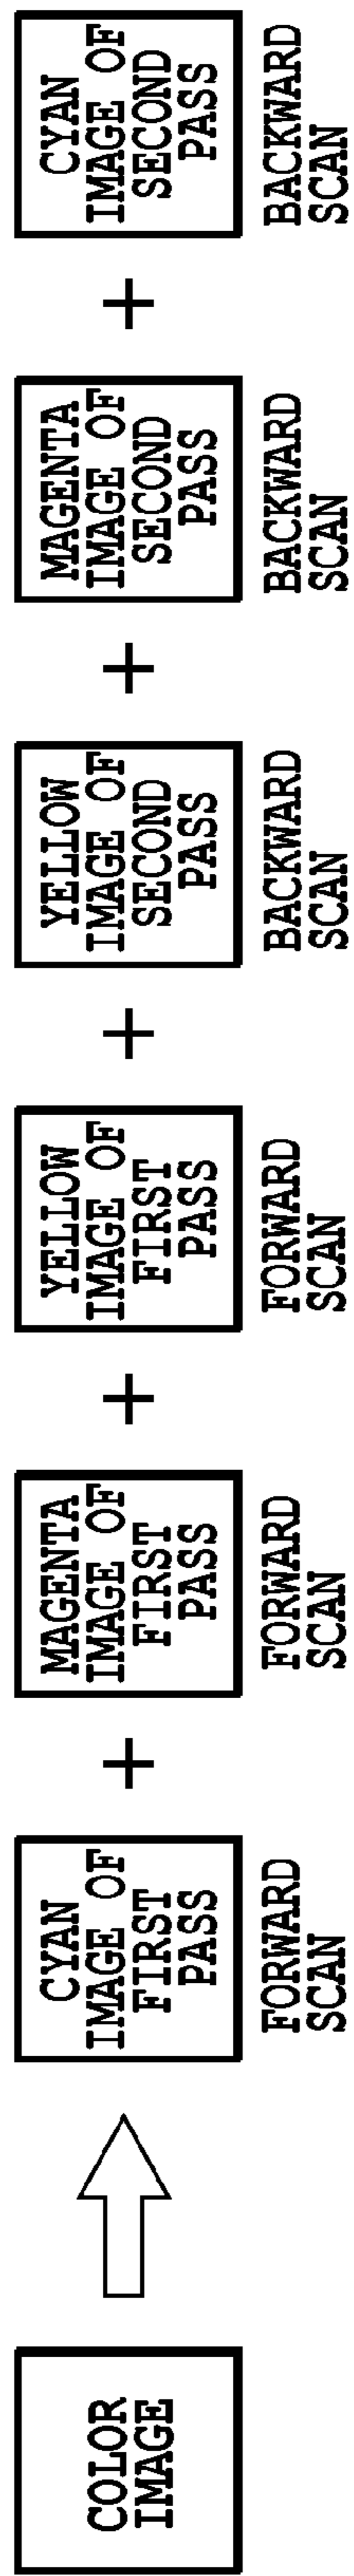 COLOR
IMAGE
CYAN
IMAGE OF
FIRST
PASS
FORWARD
SCAN
+
MAGENTA
IMAGE OF
FIRST
PASS
FORWARD
SCAN
+
YELLOW
IMAGE OF
FIRST
PASS
FORWARD
SCAN
+
YELLOW
IMAGE OF
SECOND
PASS
BACKWARD
SCAN
+
MAGENTA
IMAGE OF
SECOND
PASS
BACKWARD
SCAN
+
CYAN
IMAGE OF
SECOND
PASS
BACKWARD
SCAN